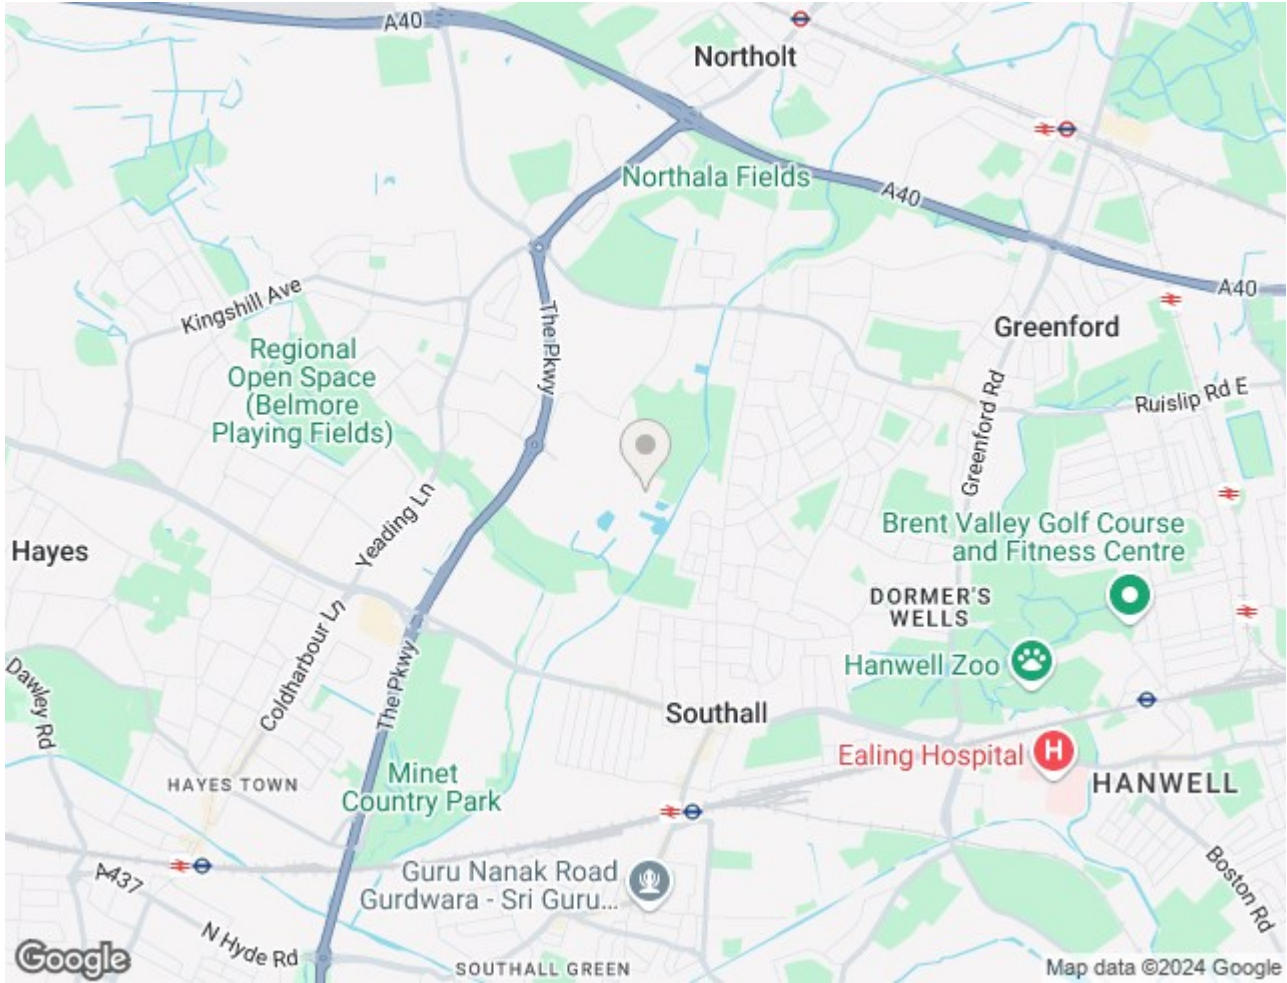 A40
Northolt
Northala Fields
A40
A40
Kingshill Ave
The Pkwy
Greenford
Regional
Open Space
(Belmore
Playing Fields)
Ruislip Rd E
Greenford Rd
Yeading Ln
Brent Valley Golf Course
and Fitness Centre
Hayes
DORMER'S
WELLS
Coldharbour Ln
The Pkwy
Hanwell Zoo
Dawley Rd
Southall
Ealing Hospital
H
HANWELL
HAYES TOWN
Minet
Country Park
Guru Nanak Road
Gurdwara - Sri Guru...
A437
Boston Rd
N Hyde Rd
SOUTHALL GREEN
Google
Map data ©2024 Google